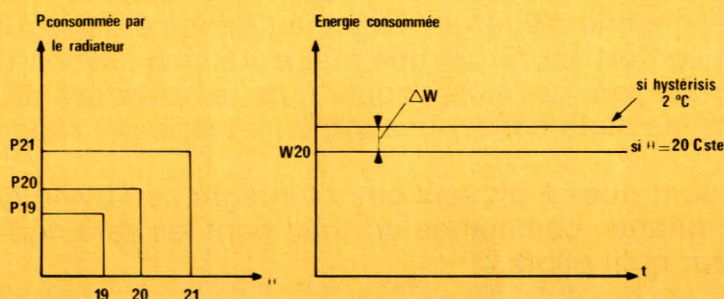 Pconsommée par
le radiateur
P21
P20
P19
19 20 21
θ
Energie consommée
△W
si hystérisis
2 °C
W20
si θ = 20 Cste
t